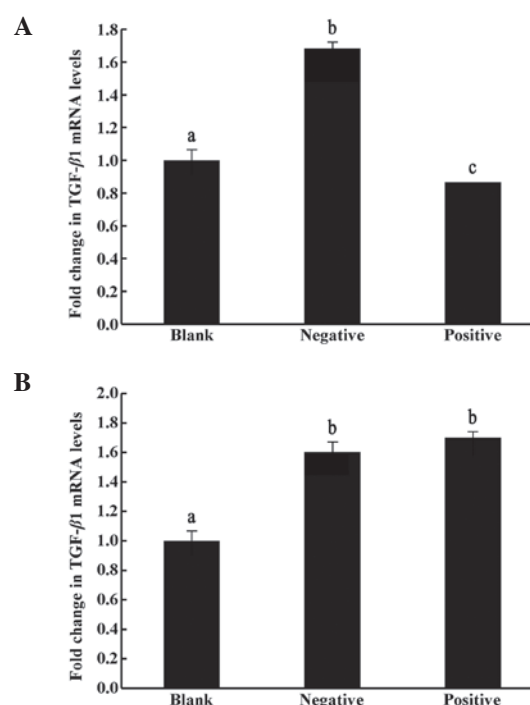 A
Fold change in TGF-β1 mRNA levels
1.8
1.6
1.4
1.2
1.0
0.8
0.6
0.4
0.2
0.0
a
b
c
Blank Negative Positive
B
Fold change in TGF-β1 mRNA levels
2.0
1.8
1.6
1.4
1.2
1.0
0.8
0.6
0.4
0.2
0.0
a
b
b
Blank Negative Positive